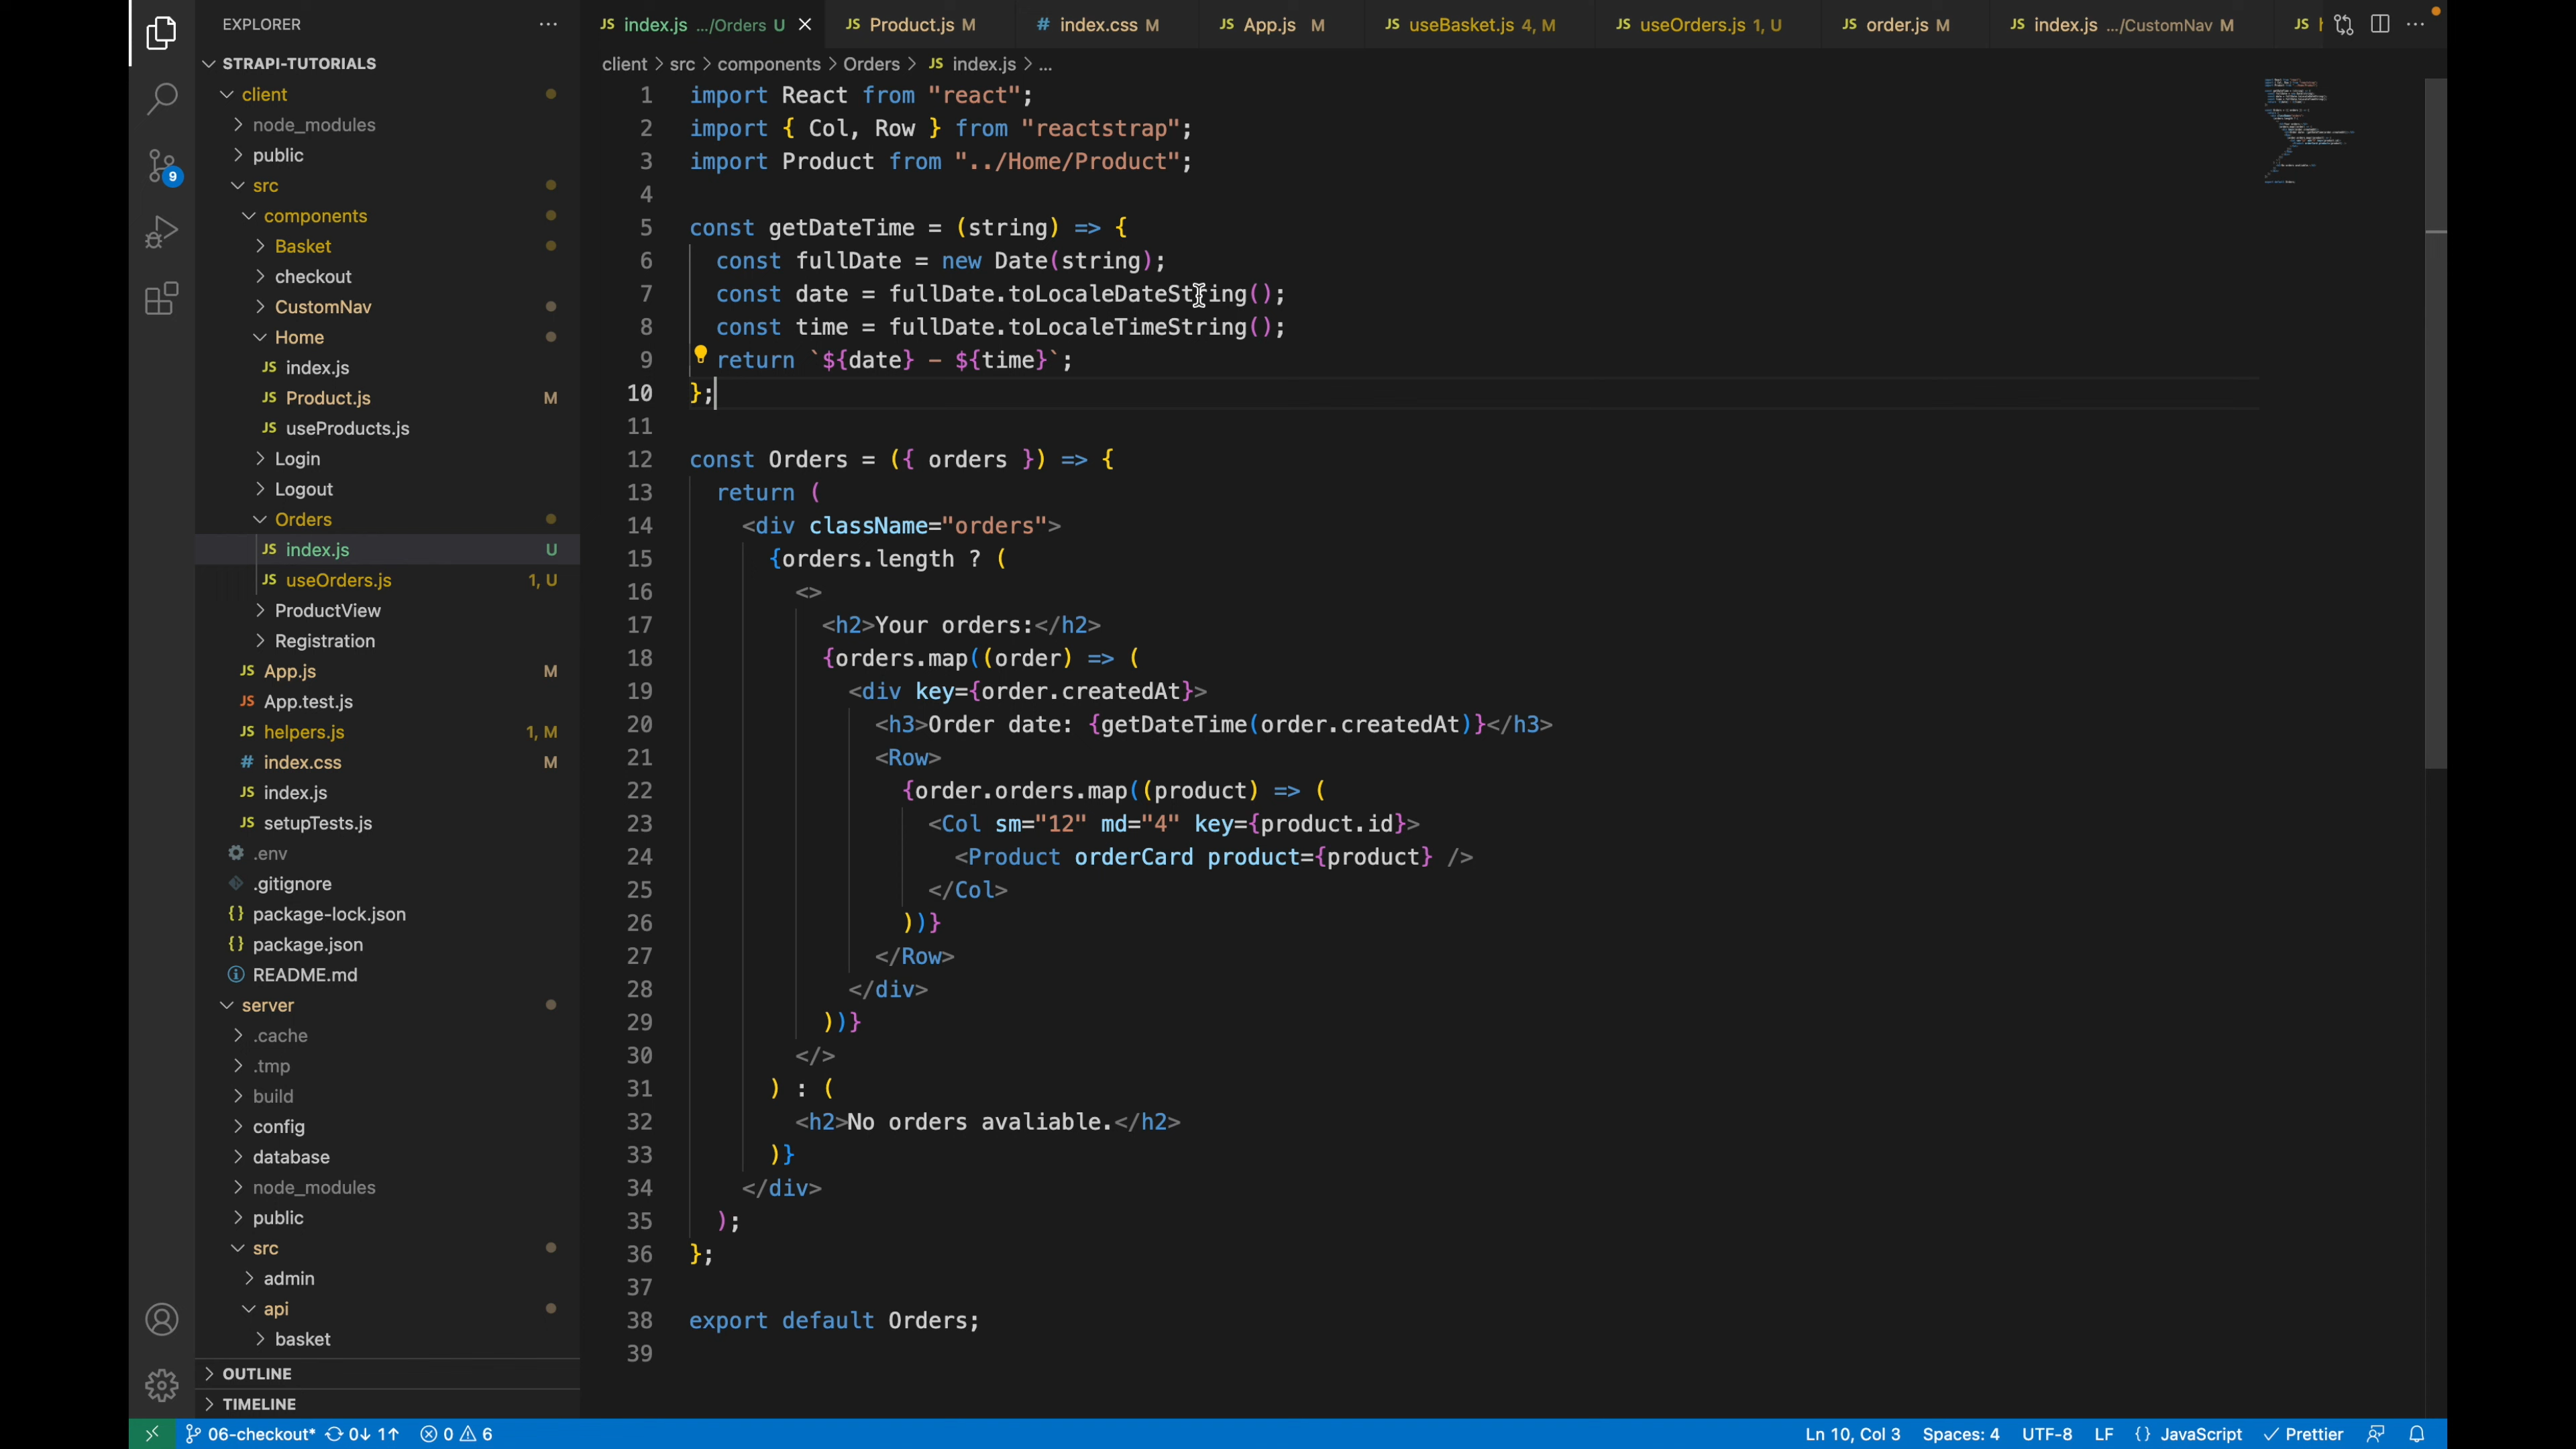 EXPLORER
index.js .../Orders U
Product.js M
index.css M
App.js M
useBasket.js 4, M
useOrders.js 1, U
order.js M
index.js .../CustomNav M
client > src > components > Orders > JS index.js > ...
STRAPI-TUTORIALS
client
node_modules
public
src
components
Basket
checkout
CustomNav
Home
JS index.js
JS Product.js M
JS useProducts.js
Login
Logout
Orders
JS index.js U
JS useOrders.js 1, U
ProductView
Registration
JS App.js M
JS App.test.js
JS helpers.js 1, M
# index.css M
JS index.js
JS setupTests.js
.env
.gitignore
{} package-lock.json
{} package.json
README.md
server
.cache
.tmp
build
config
database
node_modules
public
src
admin
api
basket
OUTLINE
TIMELINE
1 import React from "react";
2 import { Col, Row } from "reactstrap";
3 import Product from "../Home/Product";
4
5 const getDateTime = (string) => {
6 const fullDate = new Date(string);
7 const date = fullDate.toLocaleDateString();
8 const time = fullDate.toLocaleTimeString();
9 return `${date} – ${time}`;
10 };
11
12 const Orders = ({ orders }) => {
13 return (
14 <div className="orders">
15 {orders.length ? (
16 <>
17 <h2>Your orders:</h2>
18 {orders.map((order) => (
19 <div key={order.createdAt}>
20 <h3>Order date: {getDateTime(order.createdAt)}</h3>
21 <Row>
22 {order.orders.map((product) => (
23 <Col sm="12" md="4" key={product.id}>
24 <Product orderCard product={product} />
25 </Col>
26 ))}
27 </Row>
28 </div>
29 ))}
30 </>
31 ) : (
32 <h2>No orders avaliable.</h2>
33 )}
34 </div>
35 );
36 };
37
38 export default Orders;
39
9
06-checkout* 0↓ 1↑ 0 6
Ln 10, Col 3 Spaces: 4 UTF-8 LF {} JavaScript Prettier